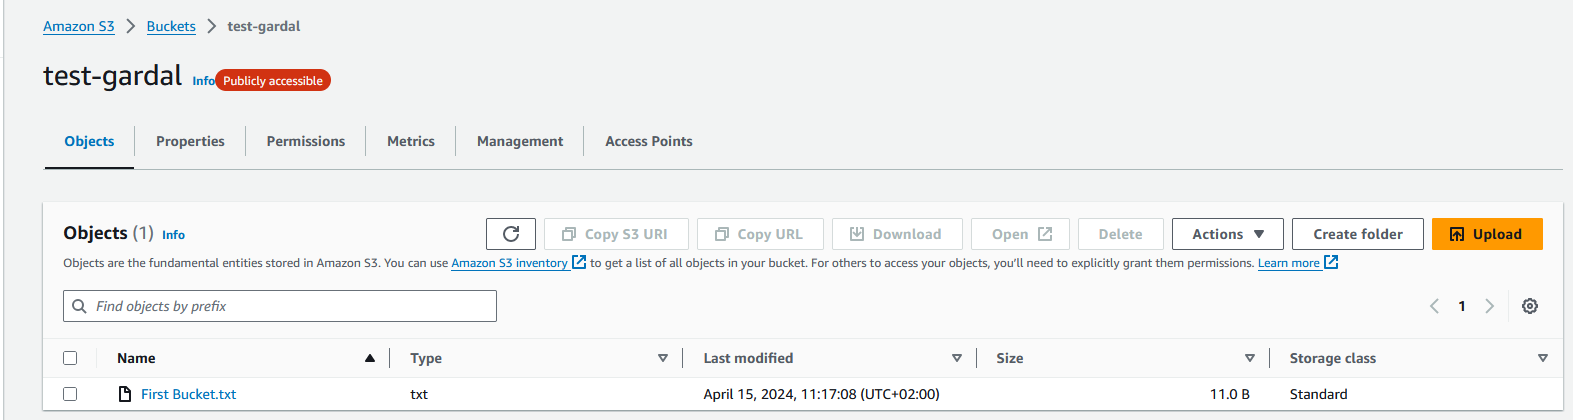 Amazon S3 > Buckets > test-gardal
test-gardal Info Publicly accessible
Objects Properties Permissions Metrics Management Access Points
Objects (1) Info Copy S3 URI Copy URL Download Open Delete Actions Create folder Upload
Objects are the fundamental entities stored in Amazon S3. You can use Amazon S3 inventory to get a list of all objects in your bucket. For others to access your objects, you'll need to explicitly grant them permissions. Learn more
Find objects by prefix 1
Name Type Last modified Size Storage class
First Bucket.txt txt April 15, 2024, 11:17:08 (UTC+02:00) 11.0 B Standard